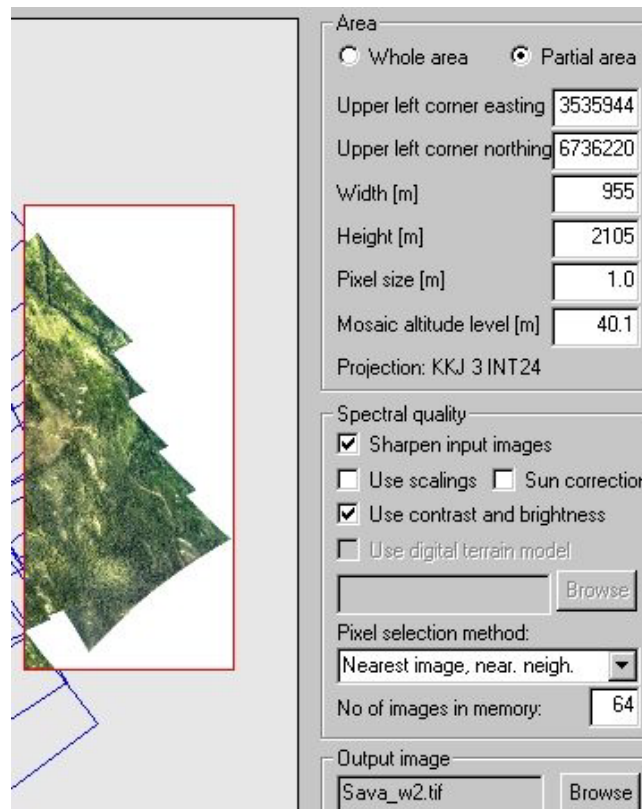 Area
Whole area Partial area
Upper left corner easting 3535944
Upper left corner northing 6736220
Width [m] 955
Height [m] 2105
Pixel size [m] 1.0
Mosaic altitude level [m] 40.1
Projection: KKJ 3 INT24
Spectral quality
Sharpen input images
Use scalings Sun correction
Use contrast and brightness
Use digital terrain model
Browse
Pixel selection method:
Nearest image, near. neigh.
No of images in memory: 64
Output image
Sava_w2.tif Browse